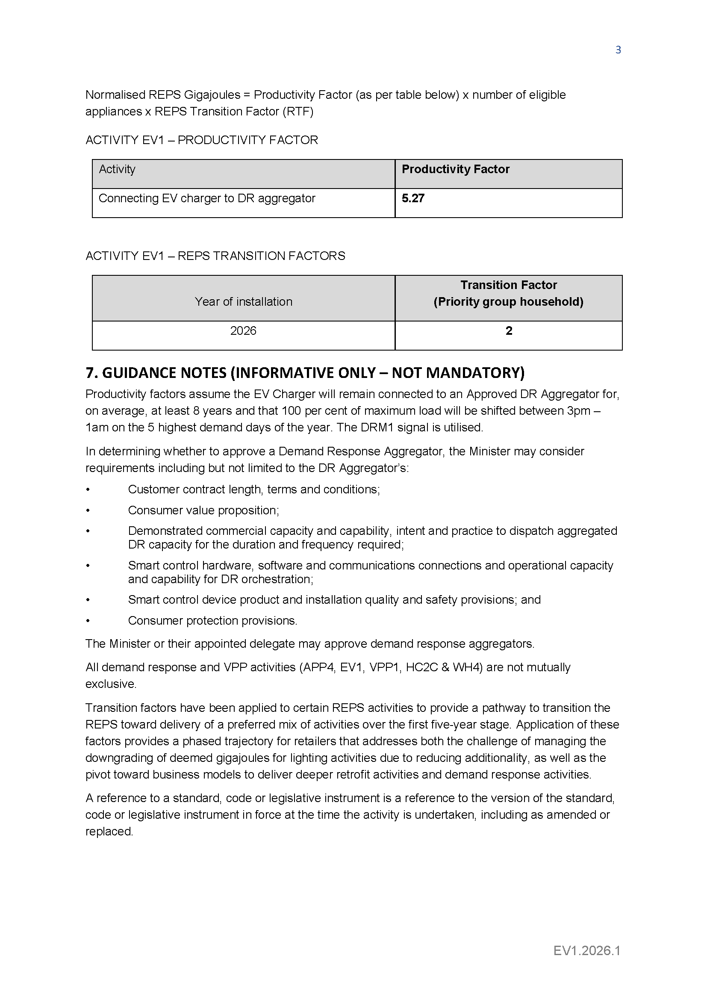 3
Normalised REPS Gigajoules = Productivity Factor (as per table below) x number of eligible
appliances x REPS Transition Factor (RTF)
ACTIVITY EV1 – PRODUCTIVITY FACTOR
Activity
Productivity Factor
Connecting EV charger to DR aggregator
5.27
ACTIVITY EV1 – REPS TRANSITION FACTORS
Year of installation
Transition Factor
(Priority group household)
2026
2
7. GUIDANCE NOTES (INFORMATIVE ONLY – NOT MANDATORY)
Productivity factors assume the EV Charger will remain connected to an Approved DR Aggregator for,
on average, at least 8 years and that 100 per cent of maximum load will be shifted between 3pm –
1am on the 5 highest demand days of the year. The DRM1 signal is utilised.
In determining whether to approve a Demand Response Aggregator, the Minister may consider
requirements including but not limited to the DR Aggregator’s:
• Customer contract length, terms and conditions;
• Consumer value proposition;
• Demonstrated commercial capacity and capability, intent and practice to dispatch aggregated
DR capacity for the duration and frequency required;
• Smart control hardware, software and communications connections and operational capacity
and capability for DR orchestration;
• Smart control device product and installation quality and safety provisions; and
• Consumer protection provisions.
The Minister or their appointed delegate may approve demand response aggregators.
All demand response and VPP activities (APP4, EV1, VPP1, HC2C & WH4) are not mutually
exclusive.
Transition factors have been applied to certain REPS activities to provide a pathway to transition the
REPS toward delivery of a preferred mix of activities over the first five-year stage. Application of these
factors provides a phased trajectory for retailers that addresses both the challenge of managing the
downgrading of deemed gigajoules for lighting activities due to reducing additionality, as well as the
pivot toward business models to deliver deeper retrofit activities and demand response activities.
A reference to a standard, code or legislative instrument is a reference to the version of the standard,
code or legislative instrument in force at the time the activity is undertaken, including as amended or
replaced.
EV1.2026.1